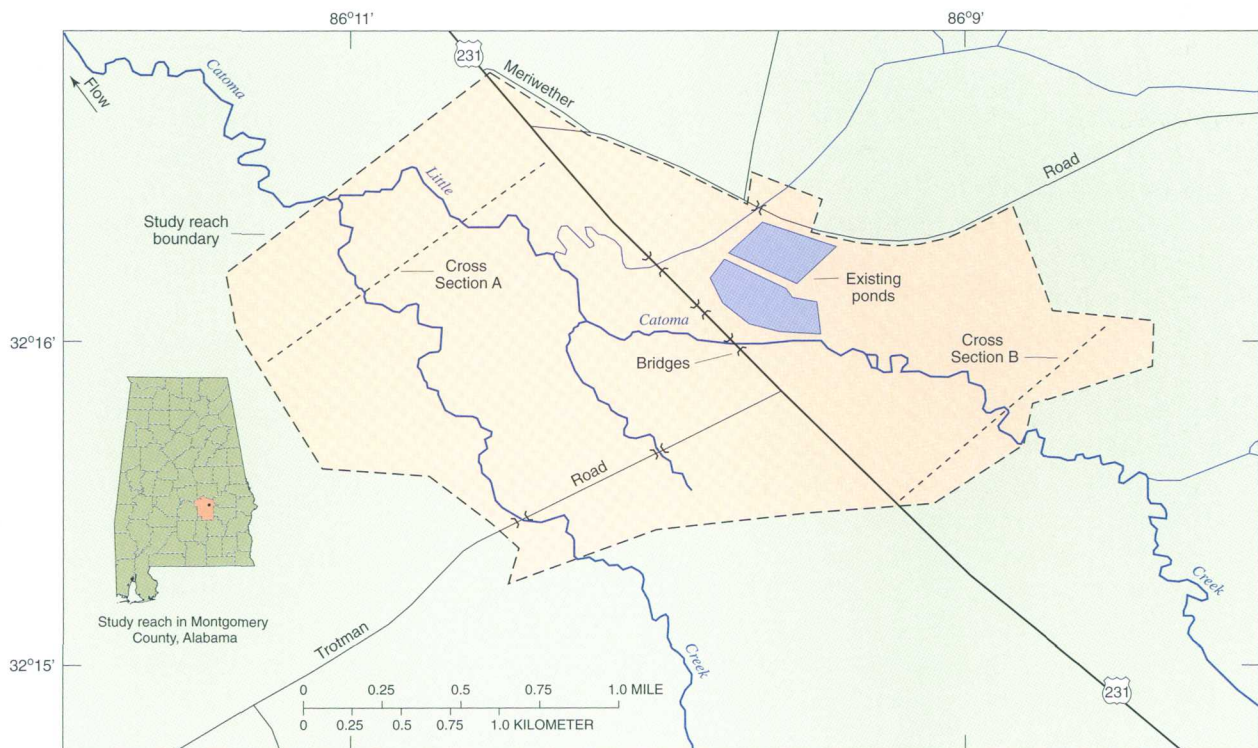 86°11'
86°9'
231
Catoma
Flow
Meriwether
Little
Road
Study reach
boundary
Cross
Section A
Existing
ponds
32°16'
Catoma
Bridges
Cross
Section B
Road
Creek
Study reach in Montgomery
County, Alabama
Trotman
Creek
32°15'
0 0.25 0.5 0.75 1.0 MILE
0 0.25 0.5 0.75 1.0 KILOMETER
231